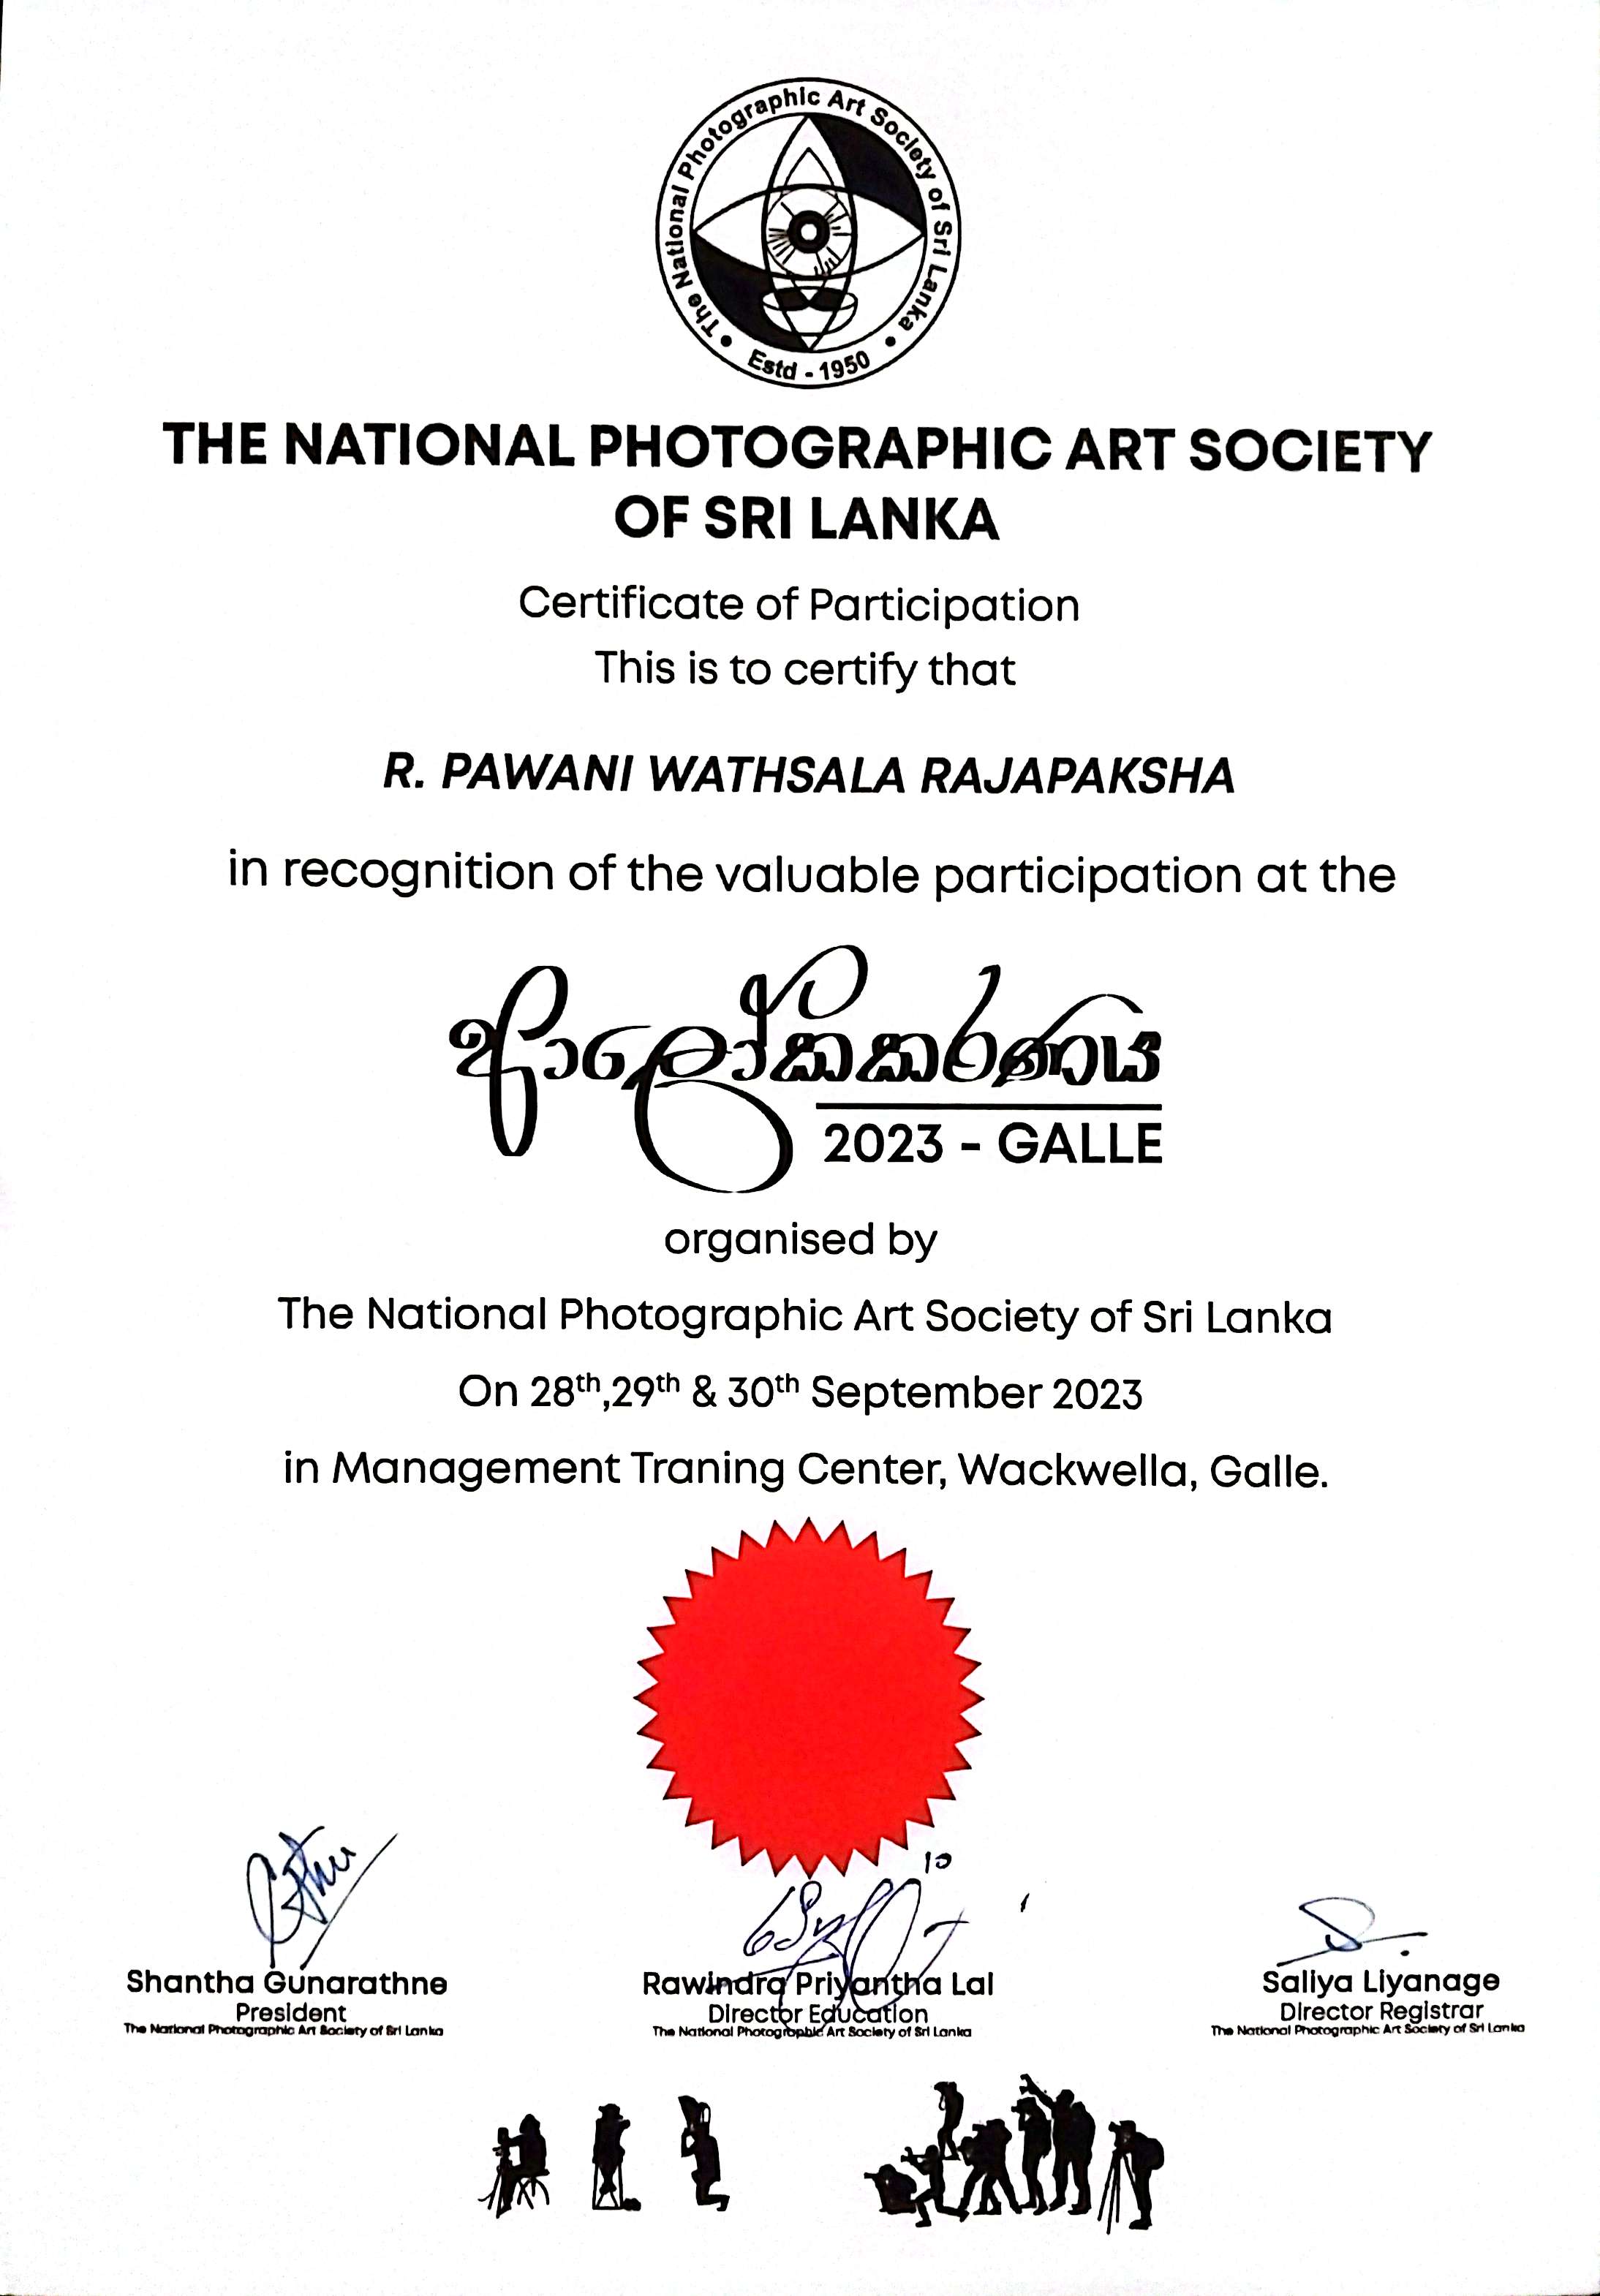 The National Photographic Art Society of Sri Lanka
Estd - 1950
THE NATIONAL PHOTOGRAPHIC ART SOCIETY
OF SRI LANKA
Certificate of Participation
This is to certify that
R. PAWANI WATHSALA RAJAPAKSHA
in recognition of the valuable participation at the
ආලෝකකරණය
2023 - GALLE
organised by
The National Photographic Art Society of Sri Lanka
On 28th,29th & 30th September 2023
in Management Traning Center, Wackwella, Galle.
Shantha Gunarathne
President
The National Photographic Art Society of Sri Lanka
Rawindra Priyantha Lal
Director Education
The National Photographic Art Society of Sri Lanka
Saliya Liyanage
Director Registrar
The National Photographic Art Society of Sri Lanka